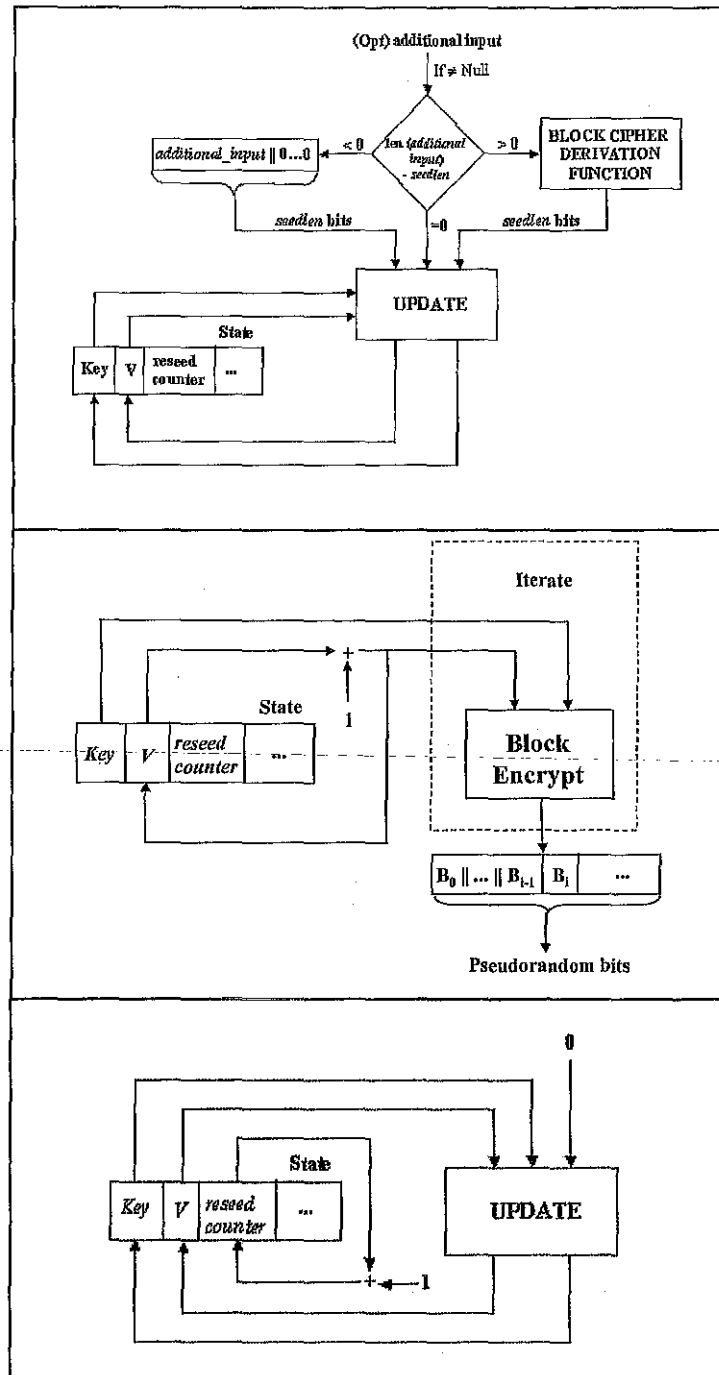 (Opt) additional input
If ≠ Null
< 0
len (additional
input)
- seedlen
> 0
additional_input || 0...0
BLOCK CIPHER
DERIVATION
FUNCTION
seedlen bits
=0
seedlen bits
UPDATE
State
Key
V
reseed
counter
...
Iterate
+
1
State
Key
V
reseed
counter
...
Block
Encrypt
B0 || ... || Bi-1
Bi
...
Pseudorandom bits
0
State
Key
V
reseed
counter
...
UPDATE
+
1